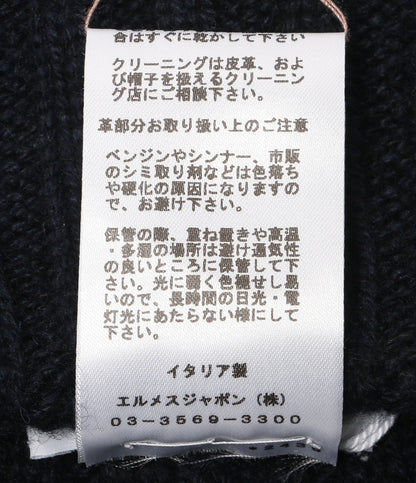 合はすぐに乾かして下さい
クリーニングは皮革、およ
び帽子を扱えるクリーニン
グ店にご相談下さい。
革部分お取り扱い上のご注意
ベンジンやシンナー、市販
のシミ取り剤などは色落ち
や硬化の原因になりますの
で、お避け下さい。
保管の際、重ね置きや高温
・多湿の場所は避け通気性
の良いところに保管して下
さい。光に弱く色褪せし易
いので、長時間の日光・電
灯光にあたらない様にして
下さい。
イタリア製
エルメスジャポン（株）
03-3569-3300